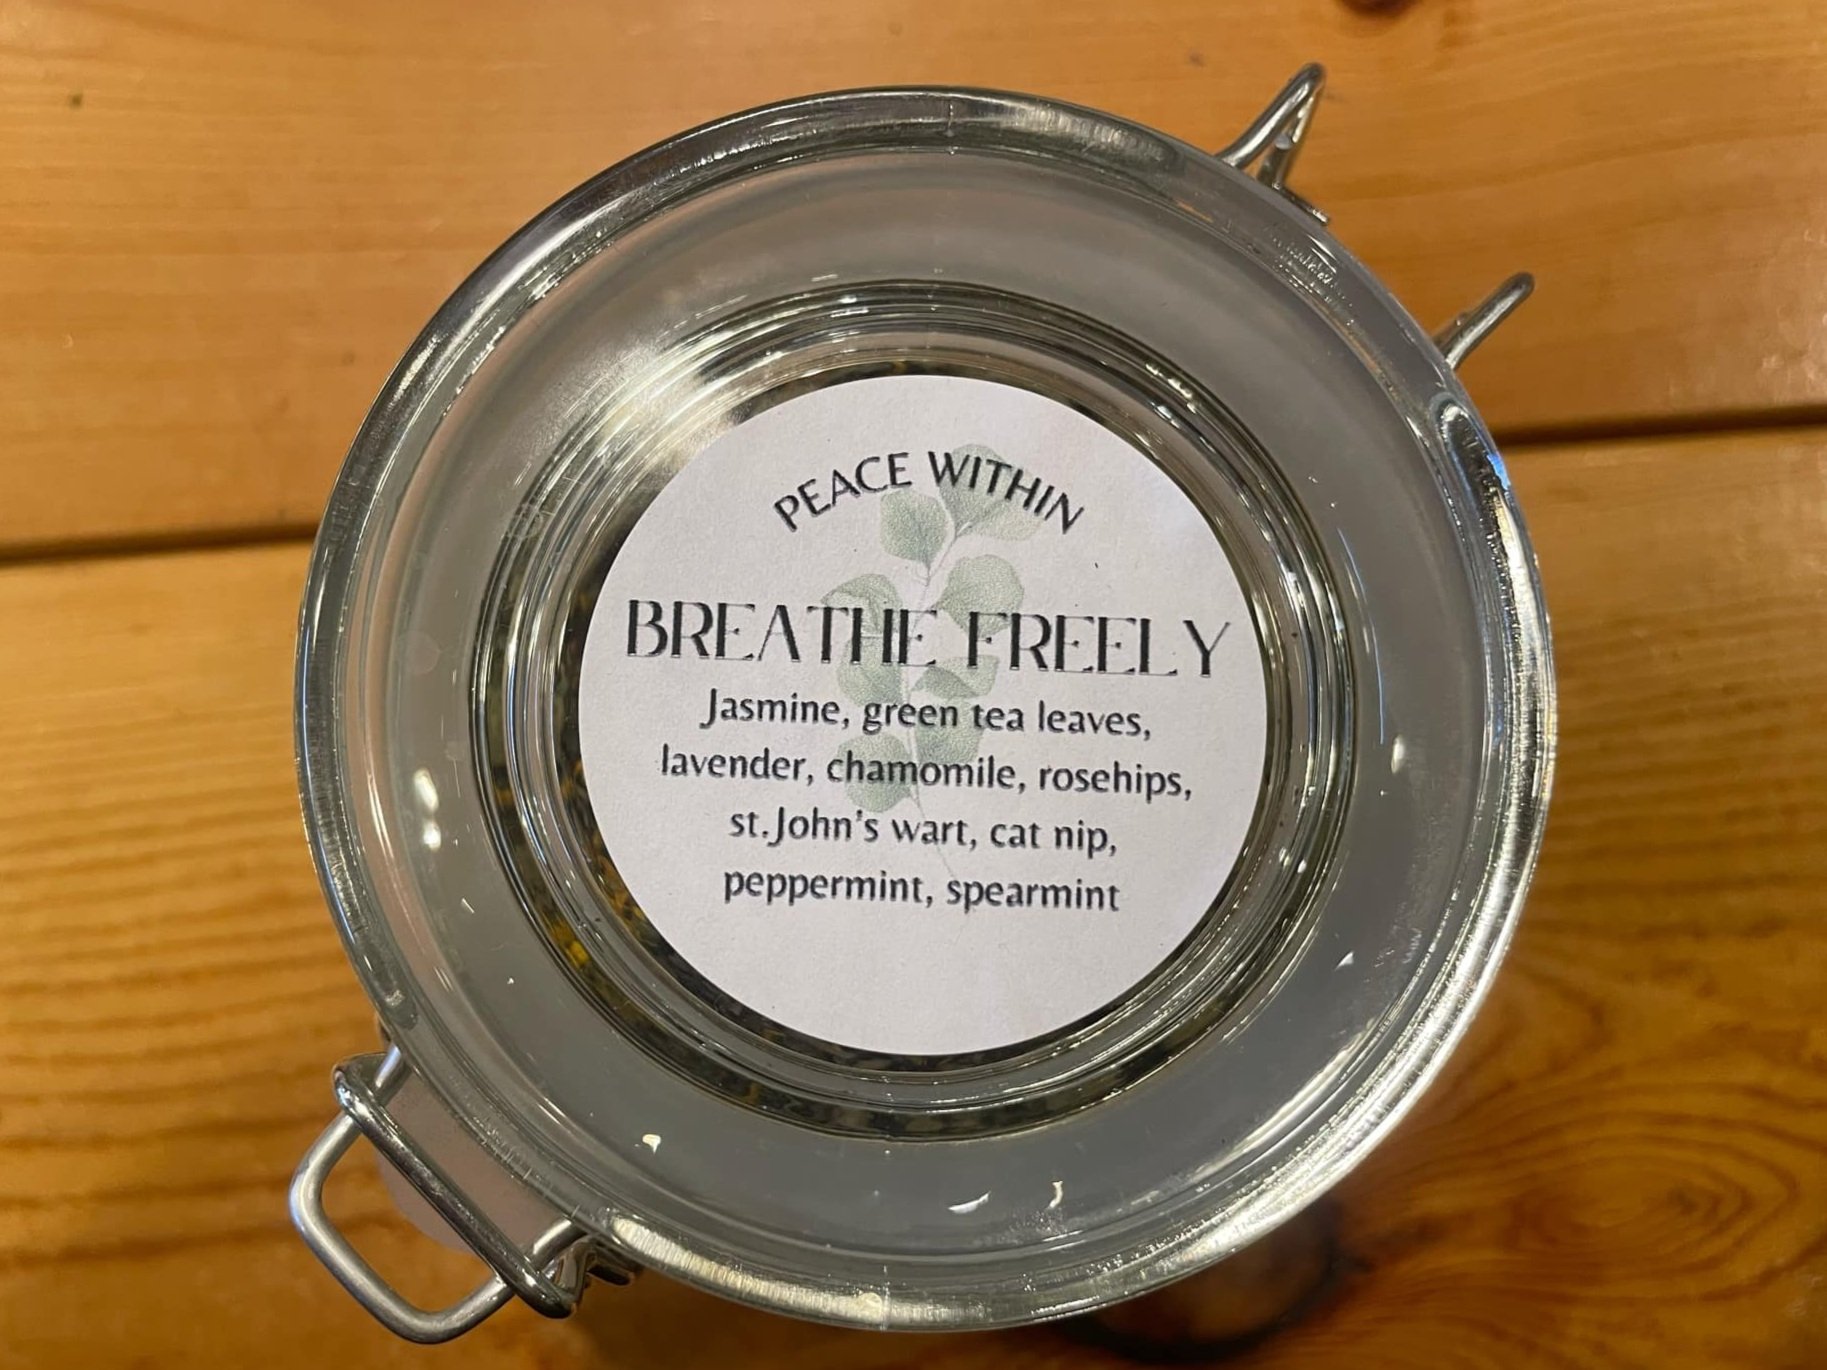 PEACE WITHIN
BREATHE FREELY
Jasmine, green tea leaves,
lavender, chamomile, rosehips,
st.John's wart, cat nip,
peppermint, spearmint